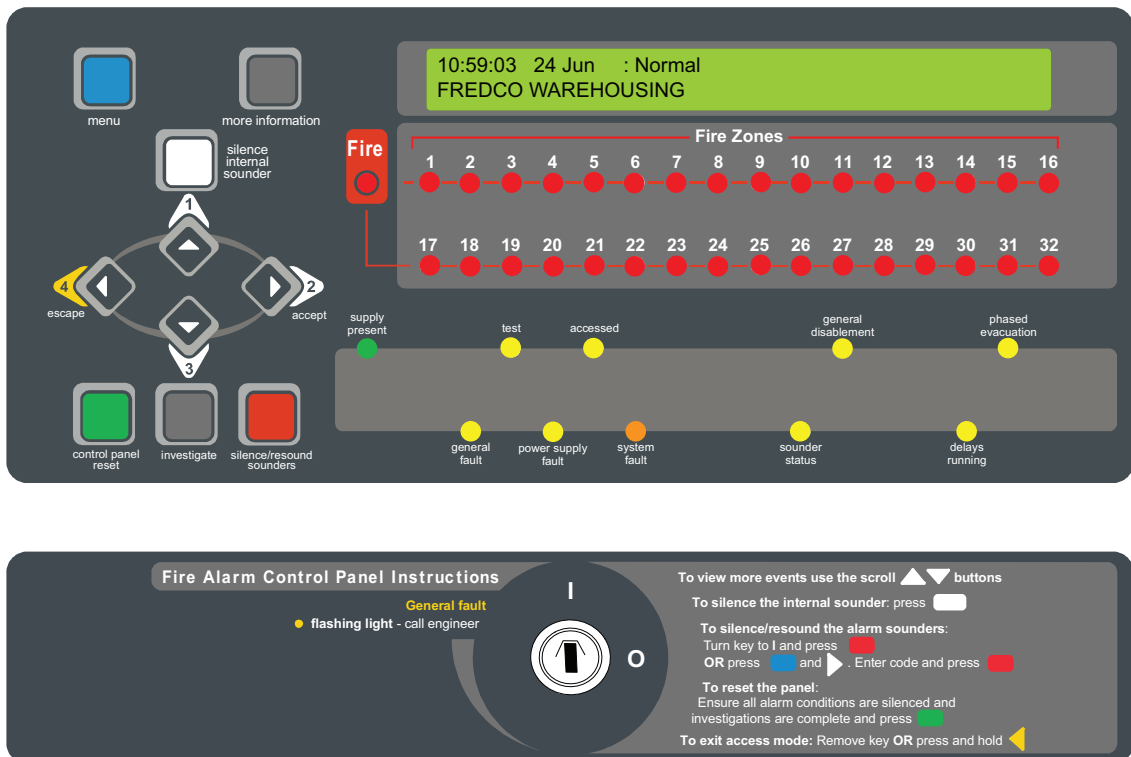 10:59:03 24 Jun : Normal
FREDCO WAREHOUSING
menu
more information
silence
internal
sounder
1
4
2
escape
accept
3
control panel
reset
investigate
silence/resound
sounders
Fire
Fire Zones
1 2 3 4 5 6 7 8 9 10 11 12 13 14 15 16
17 18 19 20 21 22 23 24 25 26 27 28 29 30 31 32
supply
present
test
accessed
general
disablement
phased
evacuation
general
fault
power supply
fault
system
fault
sounder
status
delays
running
Fire Alarm Control Panel Instructions
General fault
flashing light - call engineer
I
O
To view more events use the scroll buttons
To silence the internal sounder: press
To silence/resound the alarm sounders:
Turn key to I and press
OR press and . Enter code and press
To reset the panel:
Ensure all alarm conditions are silenced and
investigations are complete and press
To exit access mode: Remove key OR press and hold